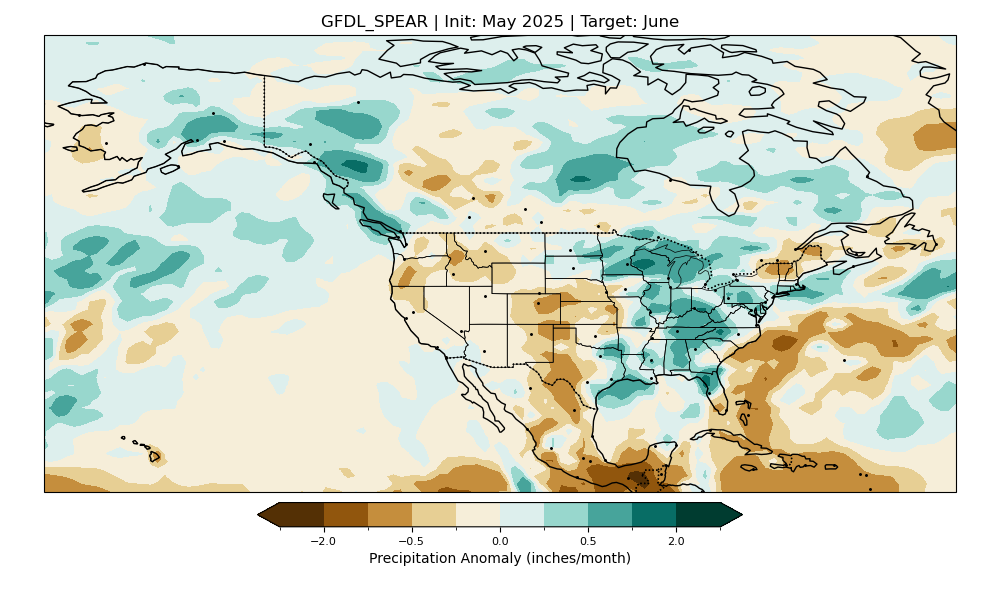 GFDL_SPEAR | Init: May 2025 | Target: June
−2.0 −0.5 0.0 0.5 2.0
Precipitation Anomaly (inches/month)